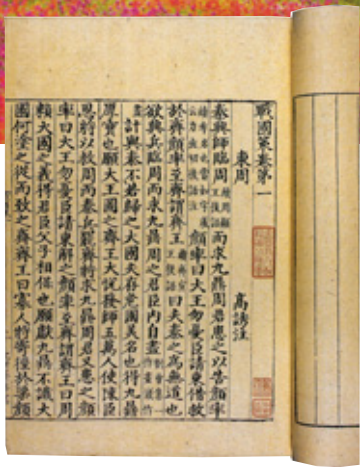 戰國策卷第一
東周
高誘注
秦興師臨周而求九鼎周君患之以告顏率
顏率曰大王勿憂臣請東借救
於齊顏率至齊謂齊王曰夫秦之爲無道也
欲興兵臨周而求九鼎周之君臣內自盡
計與秦不若歸之大國夫存危國美名也得九鼎
厚寶也願大王圖之齊王大悅發師五萬人使陳臣
思將以救周而秦兵罷齊將求九鼎周君又患之顏
率曰大王勿憂臣請東解之顏率至齊謂齊王曰周
賴大國之義得君臣父子相保也願獻九鼎不識大
國何塗之從而致之齊齊王曰寡人將寄徑於梁顏